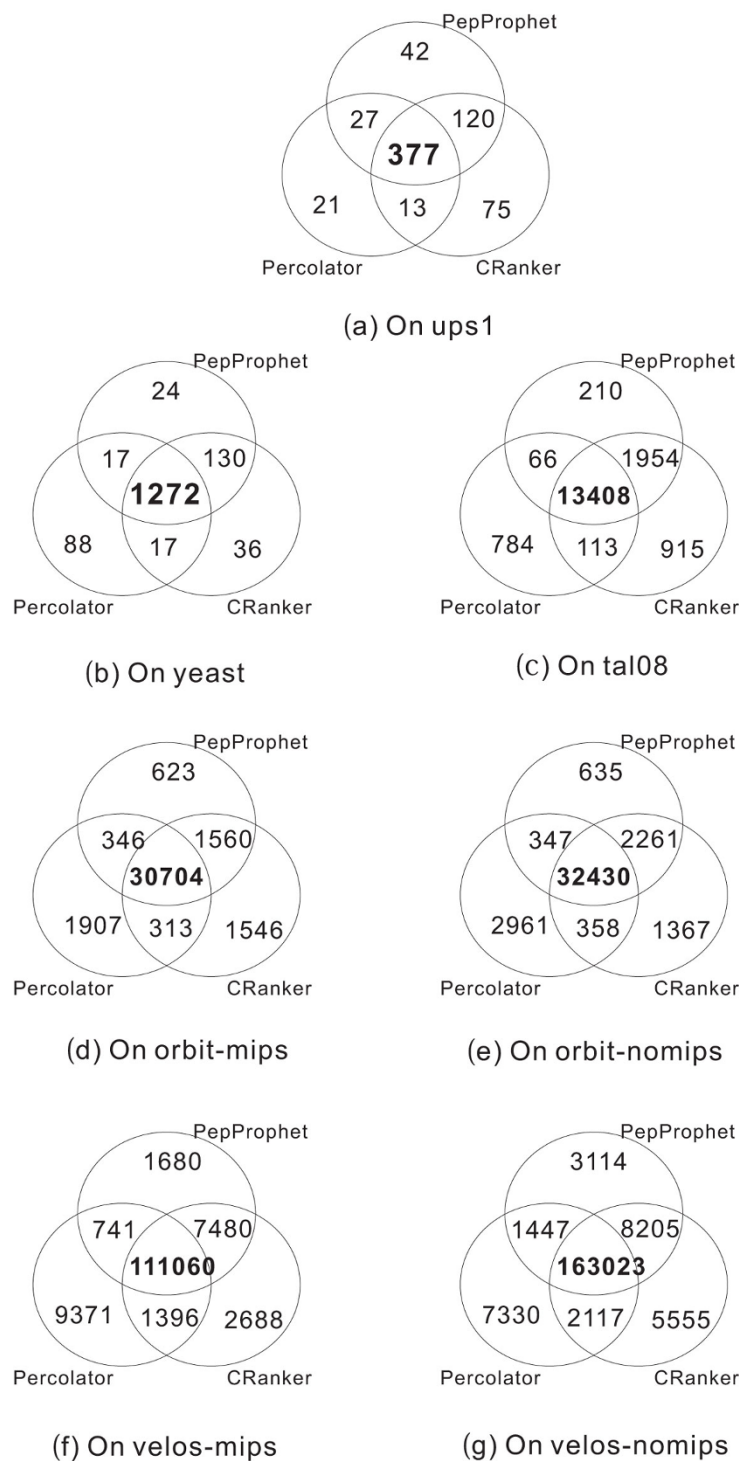 PepProphet
42
27
120
377
21
13
75
Percolator
CRanker
(a) On ups1
PepProphet
24
17
130
1272
88
17
36
Percolator
CRanker
(b) On yeast
PepProphet
210
66
1954
13408
784
113
915
Percolator
CRanker
(c) On tal08
PepProphet
623
346
1560
30704
1907
313
1546
Percolator
CRanker
(d) On orbit-mips
PepProphet
635
347
2261
32430
2961
358
1367
Percolator
CRanker
(e) On orbit-nomips
PepProphet
1680
741
7480
111060
9371
1396
2688
Percolator
CRanker
(f) On velos-mips
PepProphet
3114
1447
8205
163023
7330
2117
5555
Percolator
CRanker
(g) On velos-nomips